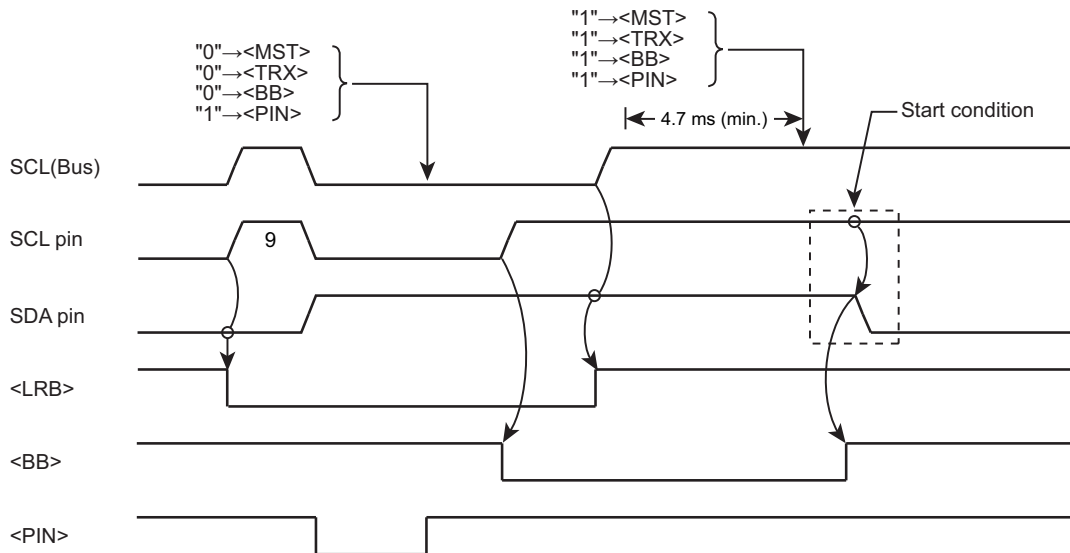 "0"→<MST>
"0"→<TRX>
"0"→<BB>
"1"→<PIN>
"1"→<MST>
"1"→<TRX>
"1"→<BB>
"1"→<PIN>
4.7 ms (min.)
Start condition
SCL(Bus)
SCL pin
9
SDA pin
<LRB>
<BB>
<PIN>